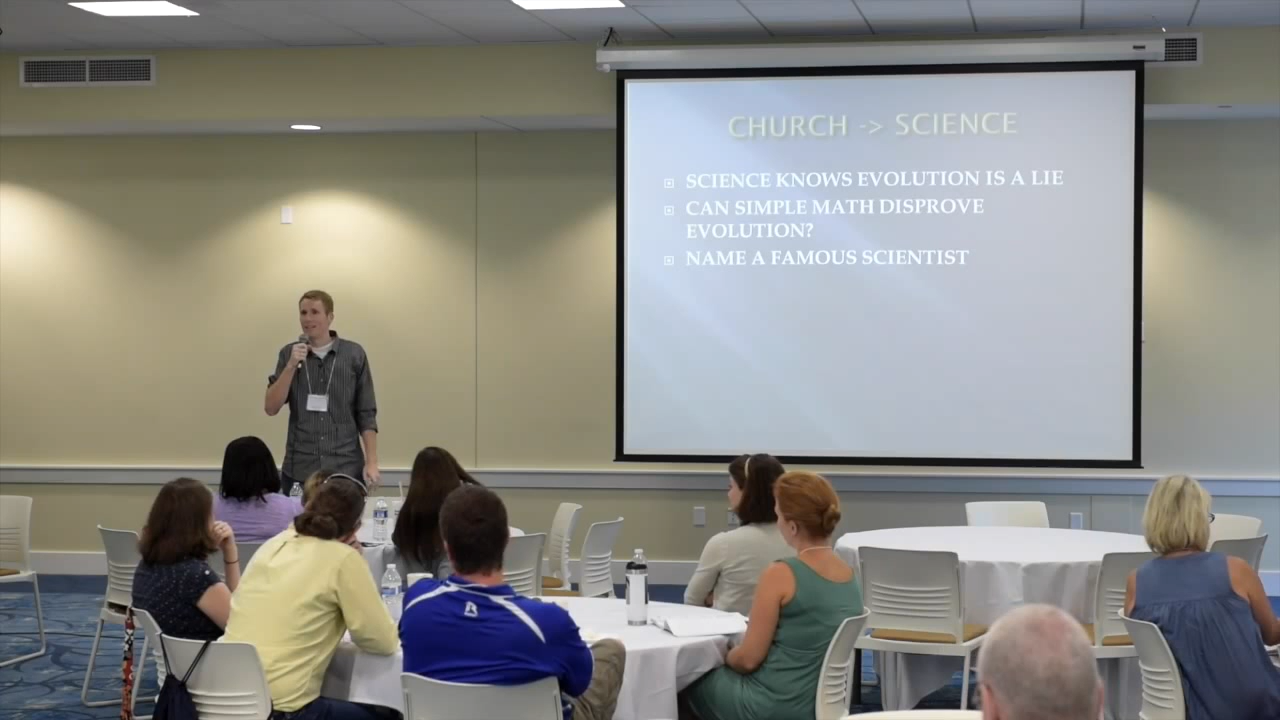 CHURCH -> SCIENCE
SCIENCE KNOWS EVOLUTION IS A LIE
CAN SIMPLE MATH DISPROVE
EVOLUTION?
NAME A FAMOUS SCIENTIST